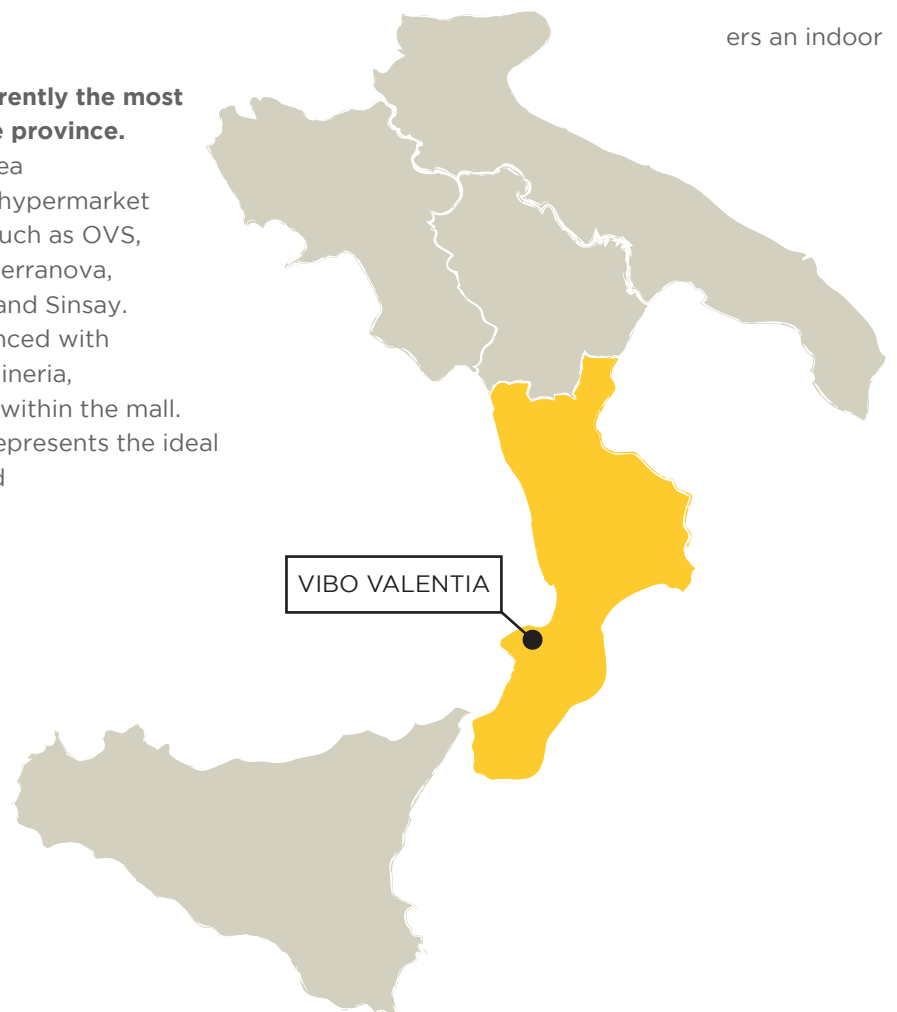 ers an indoor
rently the most
e province.
ea
hypermarket
uch as OVS,
erranova,
and Sinsay.
nced with
ineria,
within the mall.
epresents the ideal
d
VIBO VALENTIA